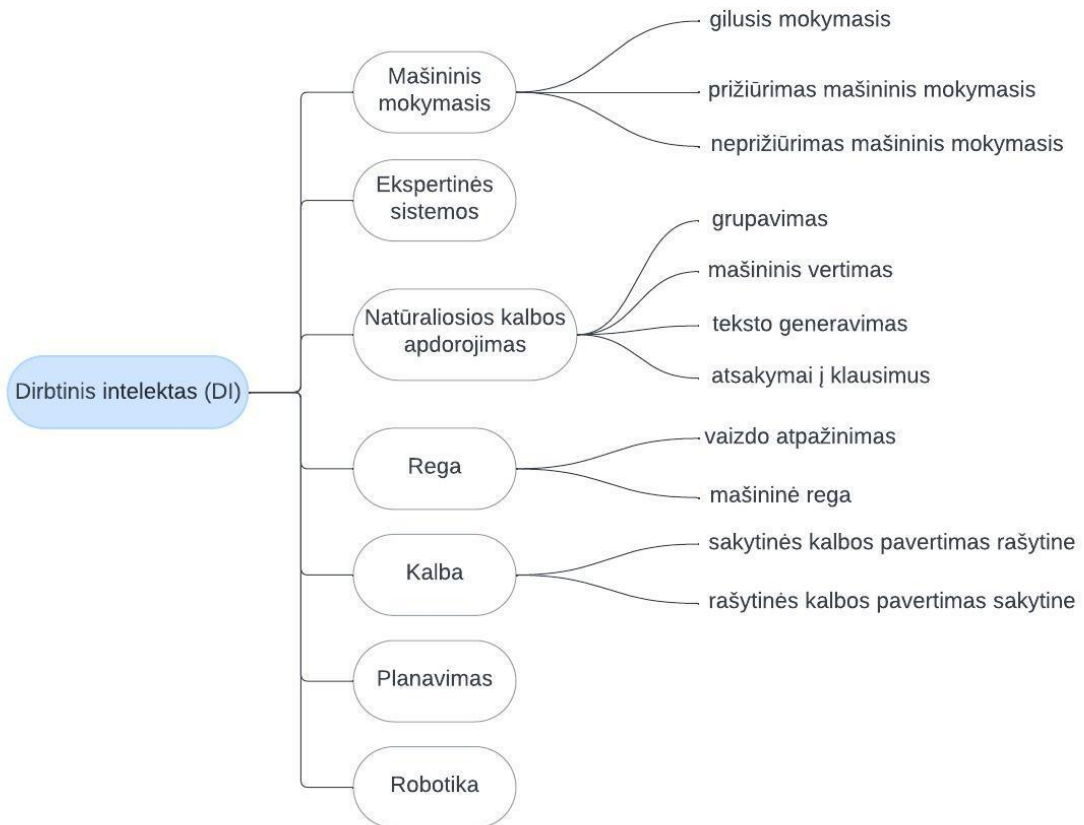 Dirbtinis intelektas (DI)
Mašininis
mokymasis
gilusis mokymasis
prižiūrimas mašininis mokymasis
neprižiūrimas mašininis mokymasis
Ekspertinės
sistemos
Natūraliosios kalbos
apdorojimas
grupavimas
mašininis vertimas
teksto generavimas
atsakymai į klausimus
Rega
vaizdo atpažinimas
mašininė rega
Kalba
sakytinės kalbos pavertimas rašytine
rašytinės kalbos pavertimas sakytine
Planavimas
Robotika